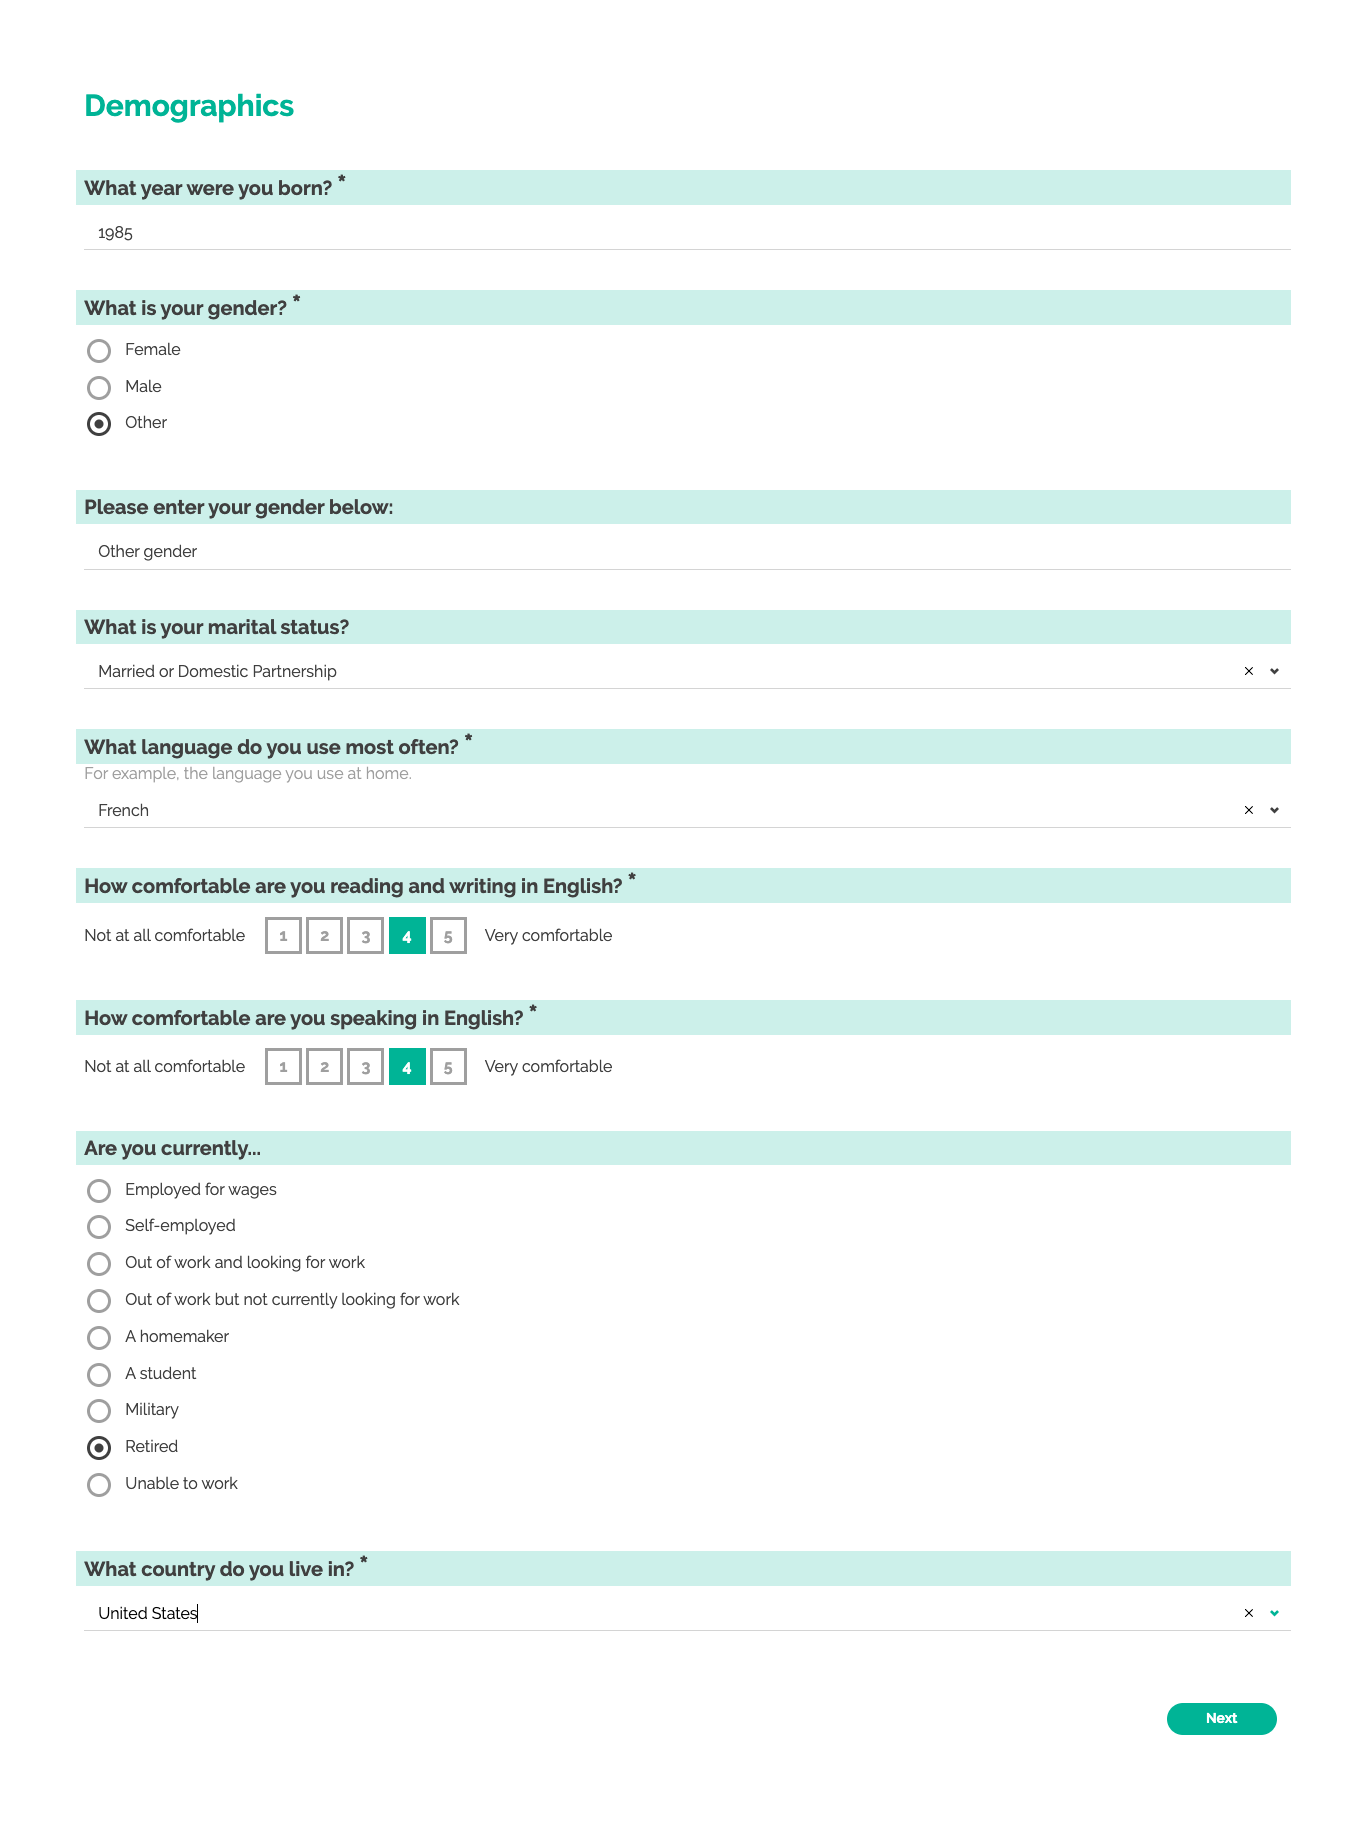 Demographics
What year were you born? *
1985
What is your gender? *
Female
Male
Other
Please enter your gender below:
Other gender
What is your marital status?
Married or Domestic Partnership
What language do you use most often? *
For example, the language you use at home.
French
How comfortable are you reading and writing in English? *
Not at all comfortable 1 2 3 4 5 Very comfortable
How comfortable are you speaking in English? *
Not at all comfortable 1 2 3 4 5 Very comfortable
Are you currently...
Employed for wages
Self-employed
Out of work and looking for work
Out of work but not currently looking for work
A homemaker
A student
Military
Retired
Unable to work
What country do you live in? *
United States
Next